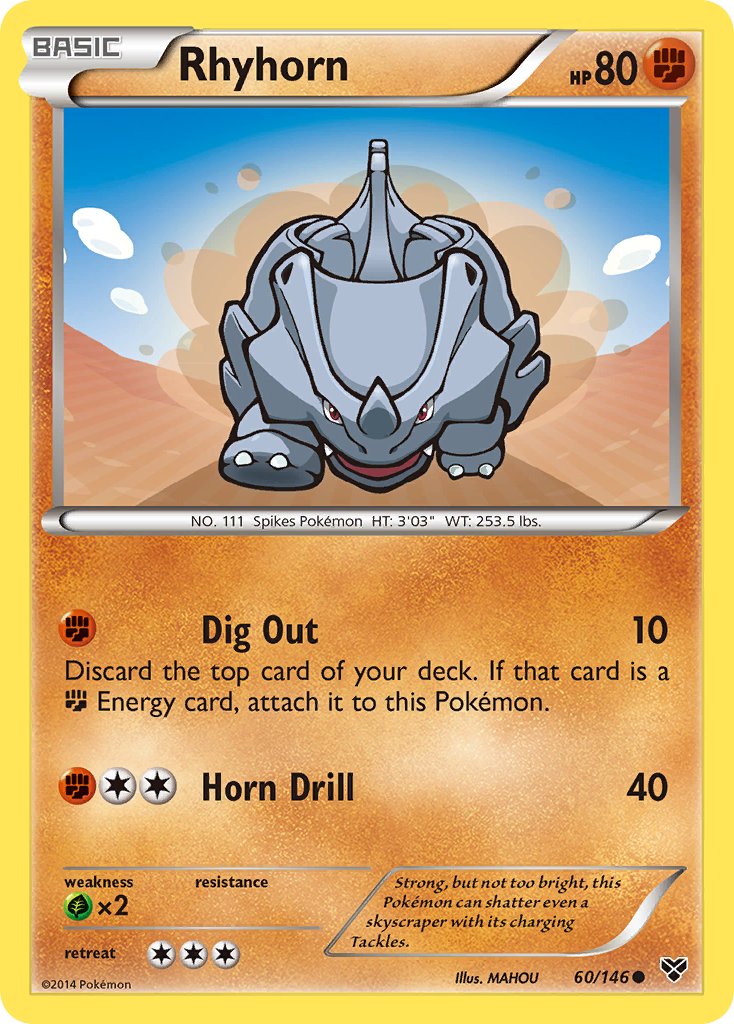 BASIC
Rhyhorn
HP 80
NO. 111 Spikes Pokémon HT: 3'03" WT: 253.5 lbs.
Dig Out 10
Discard the top card of your deck. If that card is a
Energy card, attach it to this Pokémon.
Horn Drill 40
weakness resistance
×2
retreat
Strong, but not too bright, this
Pokémon can shatter even a
skyscraper with its charging
Tackles.
©2014 Pokémon
Illus. MAHOU
60/146